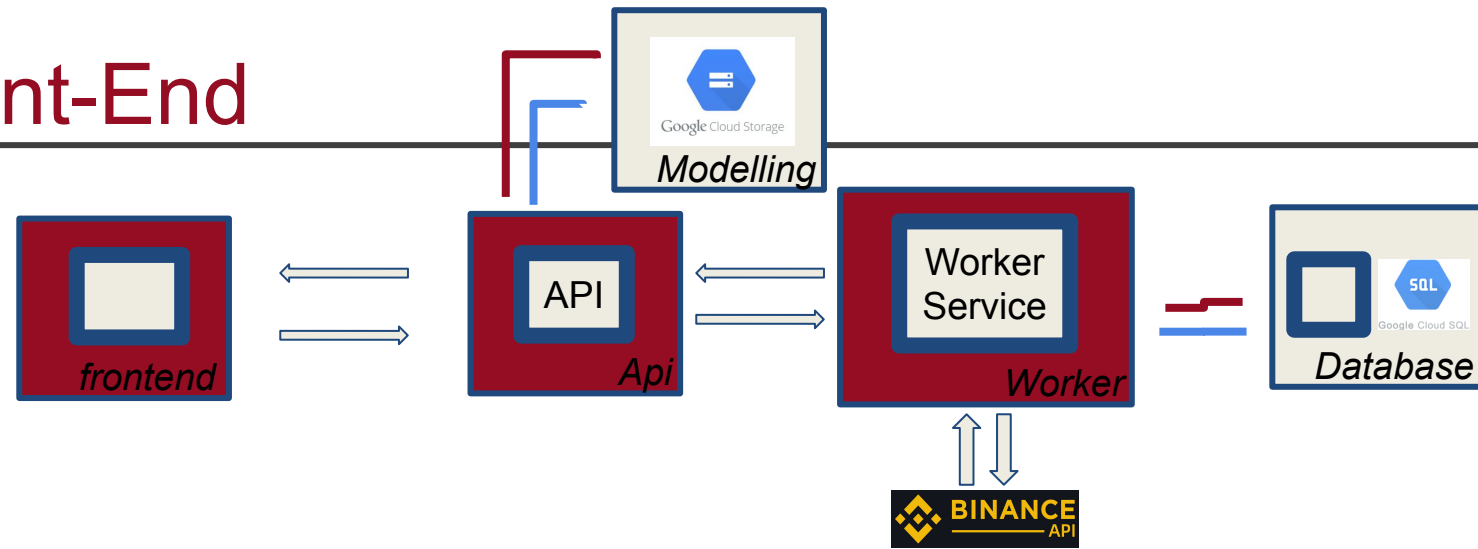 nt-End
Google Cloud Storage
Modelling
frontend
API
Api
Worker
Service
Worker
SQL
Google Cloud SQL
Database
BINANCE
API